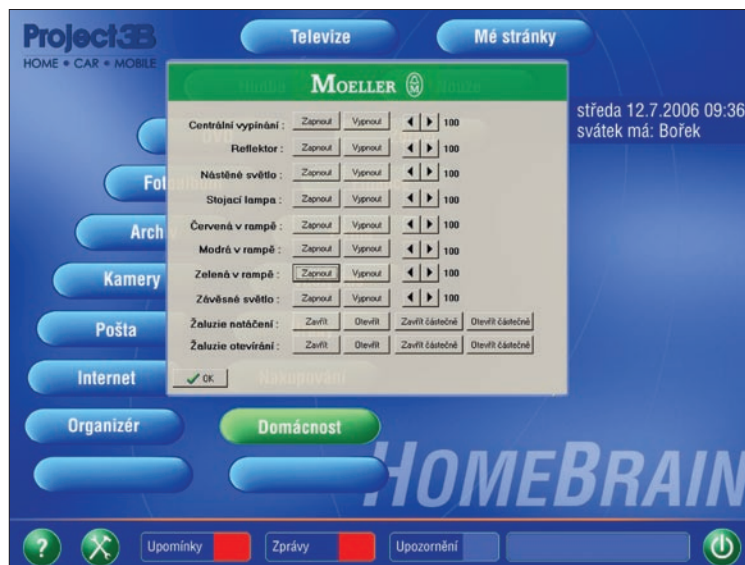 Project3B
HOME • CAR • MOBILE
Televize
Mé stránky
MOELLER
středa 12.7.2006 09:36
svátek má: Bořek
Centrální vypínání : Zapnout Vypnout 100
Reflektor : Zapnout Vypnout 100
Nástěné světlo : Zapnout Vypnout 100
Stojací lampa : Zapnout Vypnout 100
Červená v rampě : Zapnout Vypnout 100
Modrá v rampě : Zapnout Vypnout 100
Zelená v rampě : Zapnout Vypnout 100
Závěsné světlo : Zapnout Vypnout 100
Žaluzie natáčení : Zavřít Otevřít Zavřít částečně Otevřít částečně
Žaluzie otevírání : Zavřít Otevřít Zavřít částečně Otevřít částečně
OK
Fotoalbum
Arch
Kamery
Pošta
Internet
Nakupování
Organizér
Domácnost
HOMEBRAIN
? Upomínky
Zprávy
Upozornění